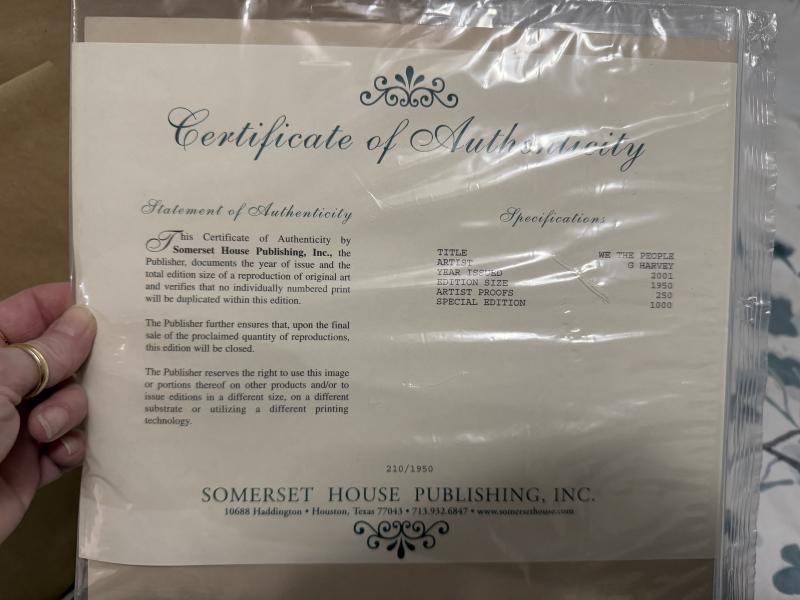 Certificate of Authenticity
Statement of Authenticity
This Certificate of Authenticity by
Somerset House Publishing, Inc., the
Publisher, documents the year of issue and the
total edition size of a reproduction of original art
and verifies that no individually numbered print
will be duplicated within this edition.
The Publisher further ensures that, upon the final
sale of the proclaimed quantity of reproductions,
this edition will be closed.
The Publisher reserves the right to use this image
or portions thereof on other products and/or to
issue editions in a different size, on a different
substrate or utilizing a different printing
technology.
Specifications
TITLE WE THE PEOPLE
ARTIST G HARVEY
YEAR ISSUED 2001
EDITION SIZE 1950
ARTIST PROOFS 250
SPECIAL EDITION 1000
210/1950
SOMERSET HOUSE PUBLISHING, INC.
10688 Haddington • Houston, Texas 77043 • 713.932.6847 • www.somersethouse.com